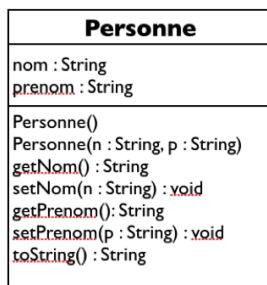 Personne
nom : String
prenom : String
Personne()
Personne(n : String, p : String)
getNom() : String
setNom(n : String) : void
getPrenom(): String
setPrenom(p : String) : void
toString() : String